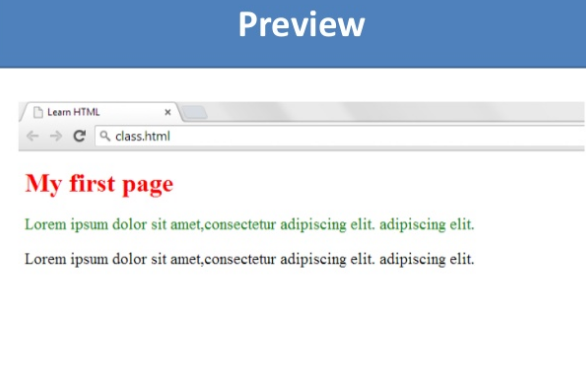 Preview
Learn HTML
class.html
My first page
Lorem ipsum dolor sit amet,consectetur adipiscing elit. adipiscing elit.
Lorem ipsum dolor sit amet,consectetur adipiscing elit. adipiscing elit.